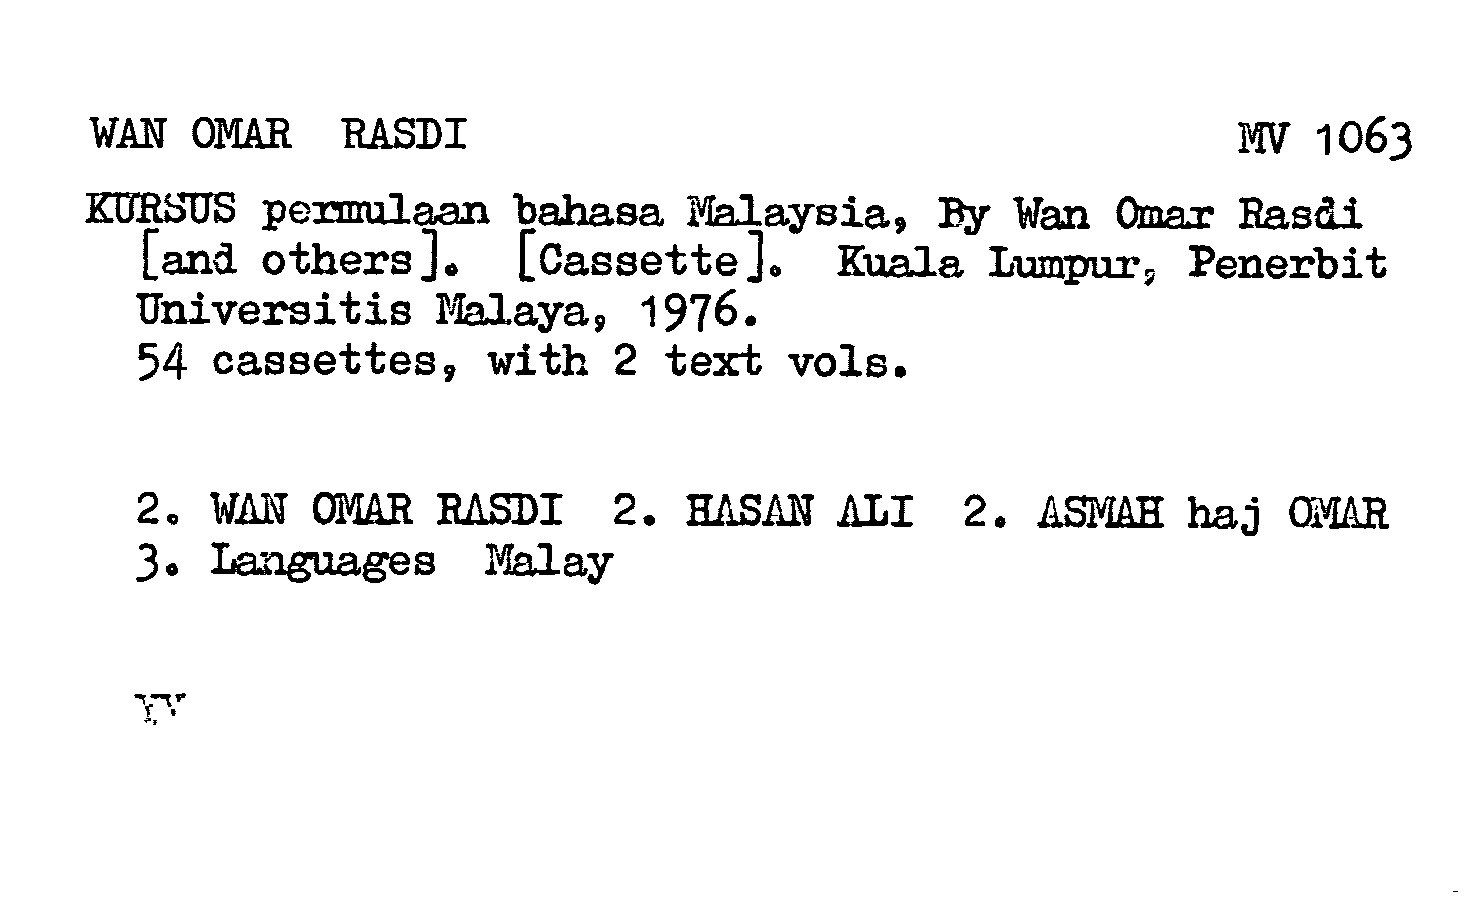 WAN OMAR RASDI MV 1063
KURSUS permulaan bahasa Malaysia, By Wan Omar Rasdi
[and others]. [Cassette]. Kuala Lumpur, Penerbit
Universitis Malaya, 1976.
54 cassettes, with 2 text vols.
2. WAN OMAR RASDI 2. HASAN ALI 2. ASMAH haj OMAR
3. Languages Malay